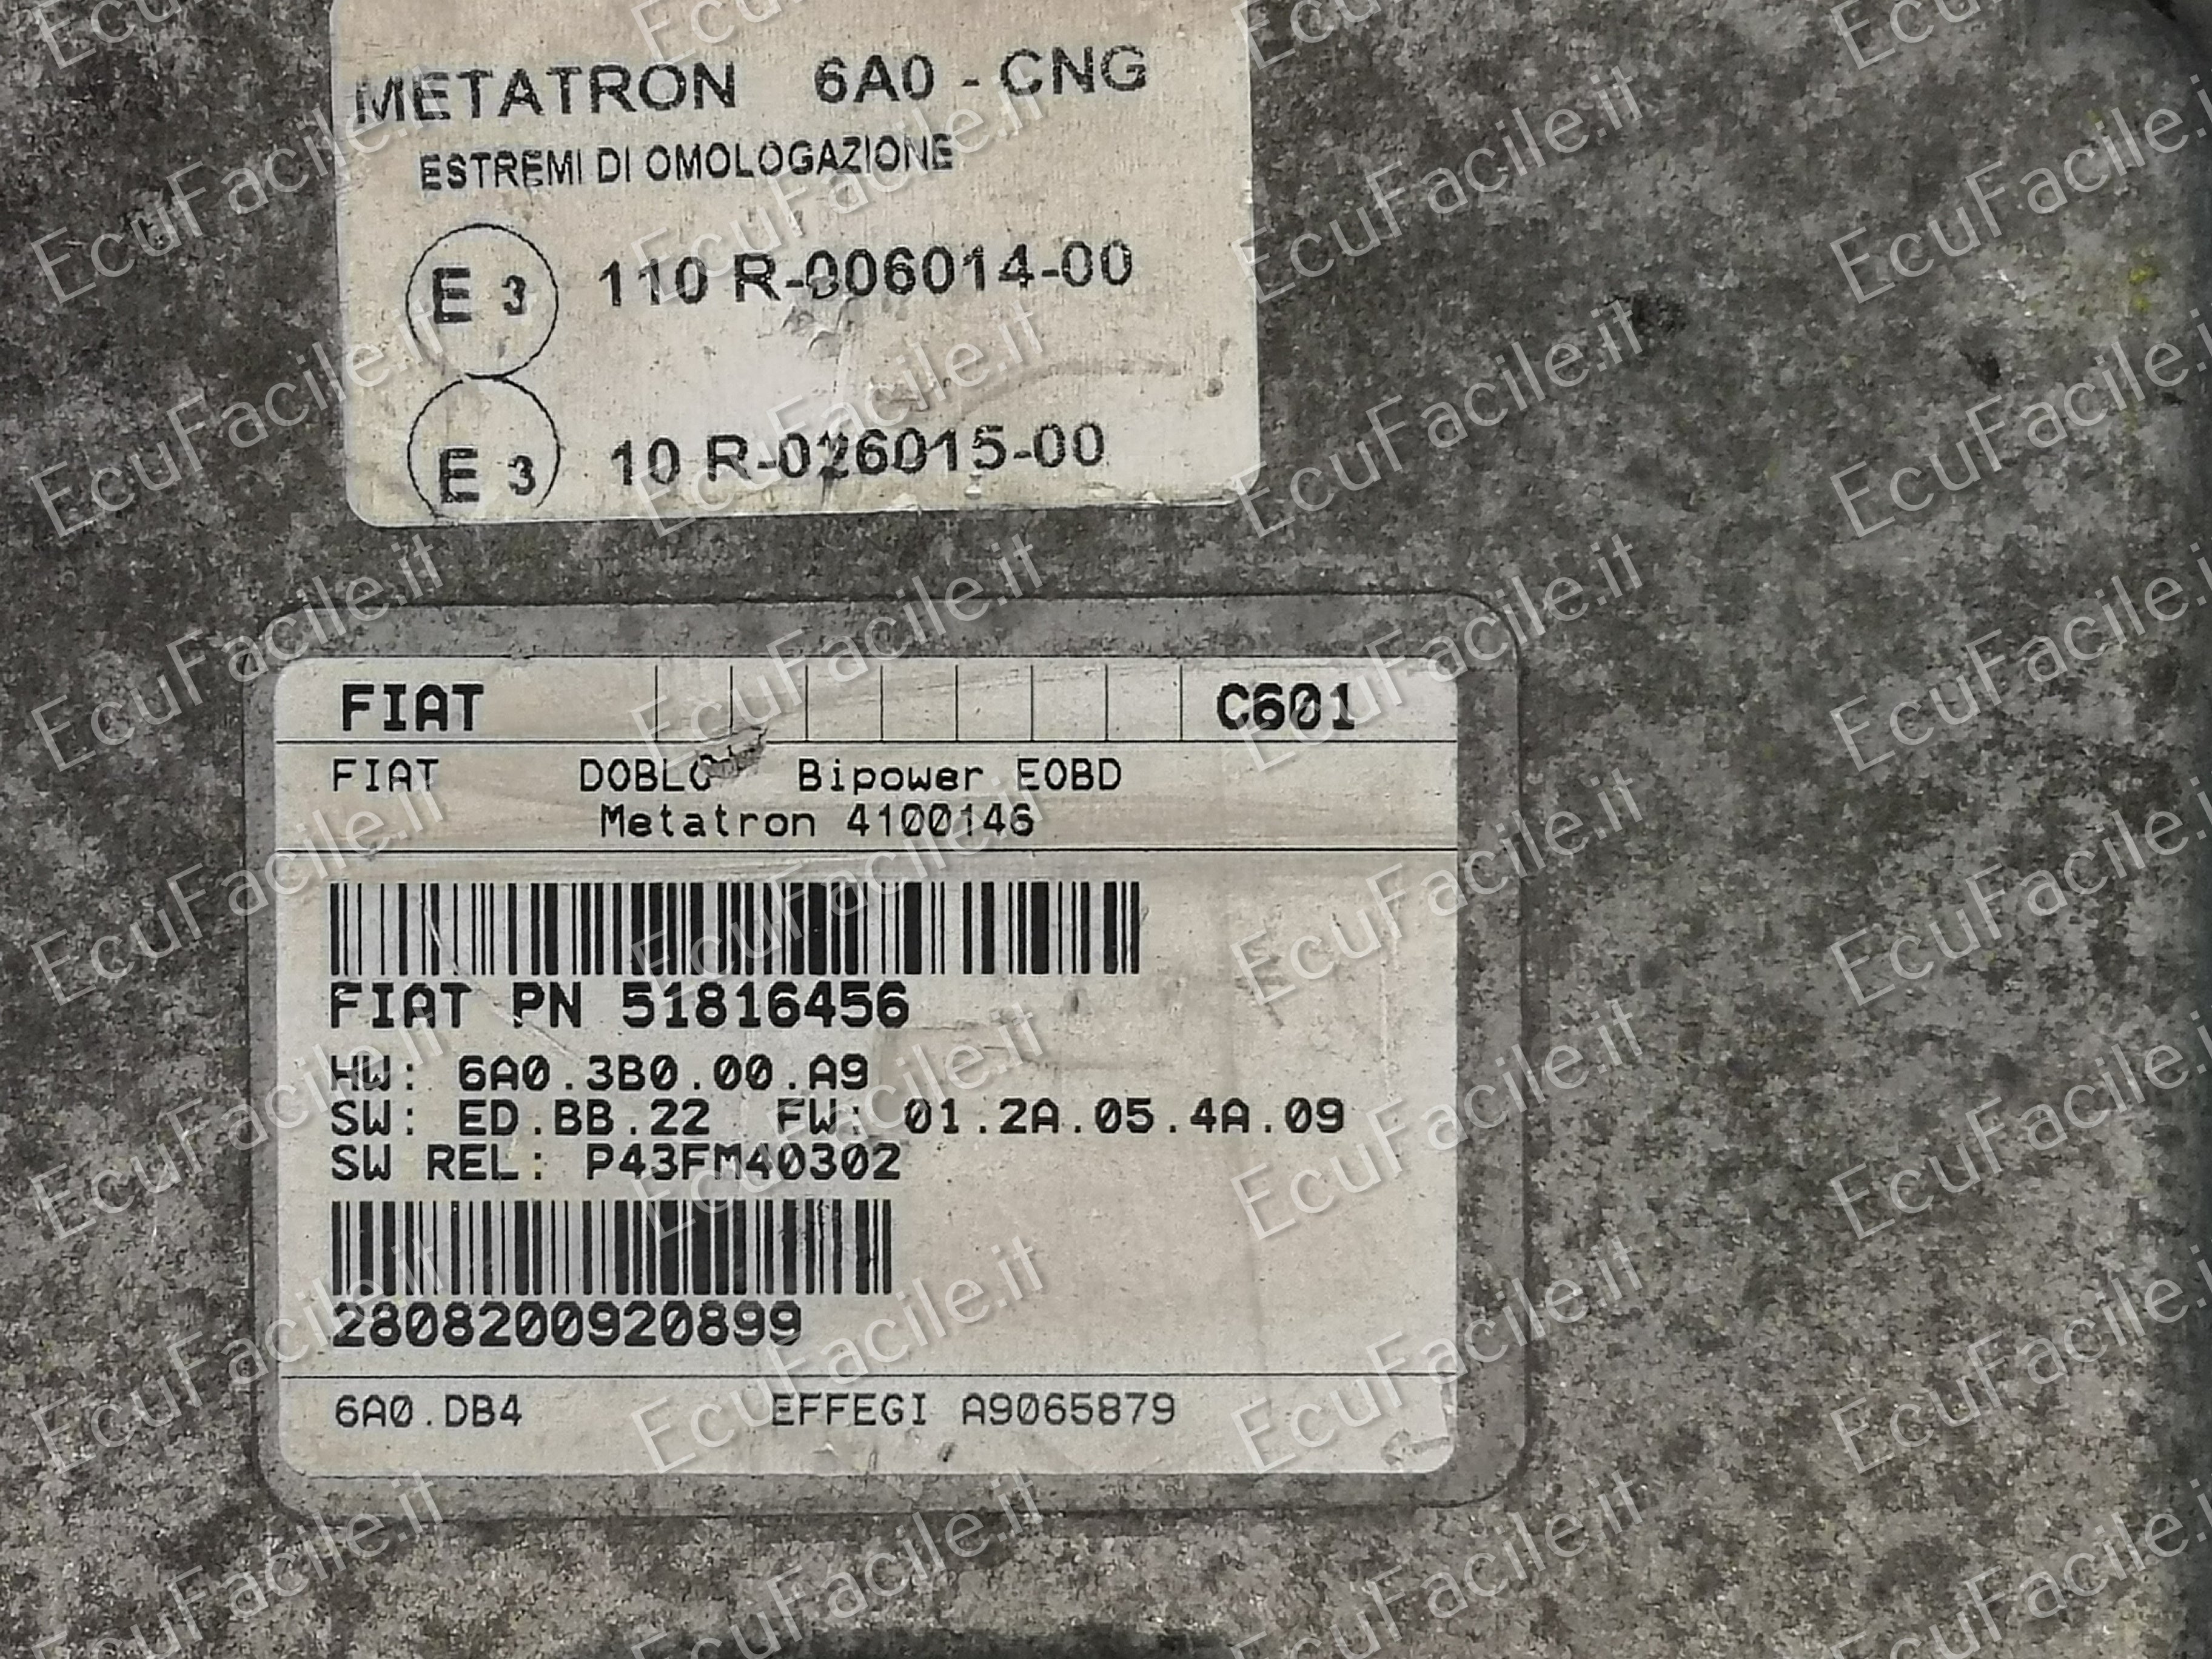 METATRON 6A0 - CNG
ESTREMI DI OMOLOGAZIONE
E 3 110 R-006014-00
E 3 10 R-026015-00
FIAT C601
FIAT DOBLO Bipower EOBD
Metatron 4100146
FIAT PN 51816456
HW: 6A0.3B0.00.A9
SW: ED.BB.22 FW: 01.2A.05.4A.09
SW REL: P43FM40302
2808200920899
6A0.DB4 EFFEGI A9065879
EcuFacile.it